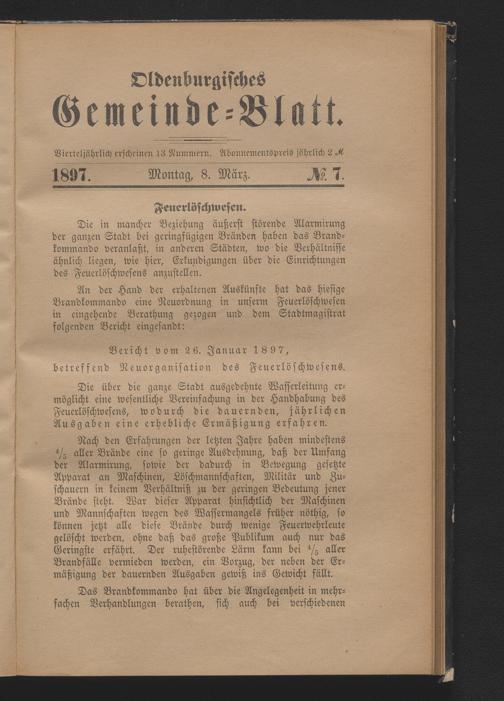 Oldenburgisches
Gemeinde=Blatt.
Vierteljährlich erscheinen 13 Nummern. Abonnementspreis jährlich 2 ℳ
1897. Montag, 8. März. № 7.
Feuerlöschwesen.
Die in mancher Beziehung äußerst störende Alarmirung
der ganzen Stadt bei geringfügigen Bränden haben das Brand-
kommando veranlaßt, in anderen Städten, wo die Verhältnisse
ähnlich liegen, wie hier, Erkundigungen über die Einrichtungen
des Feuerlöschwesens anzustellen.
An der Hand der erhaltenen Auskünfte hat das hiesige
Brandkommando eine Neuordnung in unserm Feuerlöschwesen
in eingehende Berathung gezogen und dem Stadtmagistrat
folgenden Bericht eingesandt:
Bericht vom 26. Januar 1897,
betreffend Neuorganisation des Feuerlöschwesens.
Die über die ganze Stadt ausgedehnte Wasserleitung er-
möglicht eine wesentliche Vereinfachung in der Handhabung des
Feuerlöschwesens, wodurch die dauernden, jährlichen
Ausgaben eine erhebliche Ermäßigung erfahren.
Nach den Erfahrungen der letzten Jahre haben mindestens
4/5 aller Brände eine so geringe Ausdehnung, daß der Umfang
der Alarmirung, sowie der dadurch in Bewegung gesetzte
Apparat an Maschinen, Löschmannschaften, Militär und Zu-
schauern in keinem Verhältniß zu der geringen Bedeutung jener
Brände steht. War dieser Apparat hinsichtlich der Maschinen
und Mannschaften wegen des Wassermangels früher nöthig, so
können jetzt alle diese Brände durch wenige Feuerwehrleute
gelöscht werden, ohne daß das große Publikum auch nur das
Geringste erfährt. Der ruhestörende Lärm kann bei 4/5 aller
Brandfälle vermieden werden, ein Vorzug, der neben der Er-
mäßigung der dauernden Ausgaben gewiß ins Gewicht fällt.
Das Brandkommando hat über die Angelegenheit in mehr-
fachen Verhandlungen berathen, sich auch bei verschiedenen